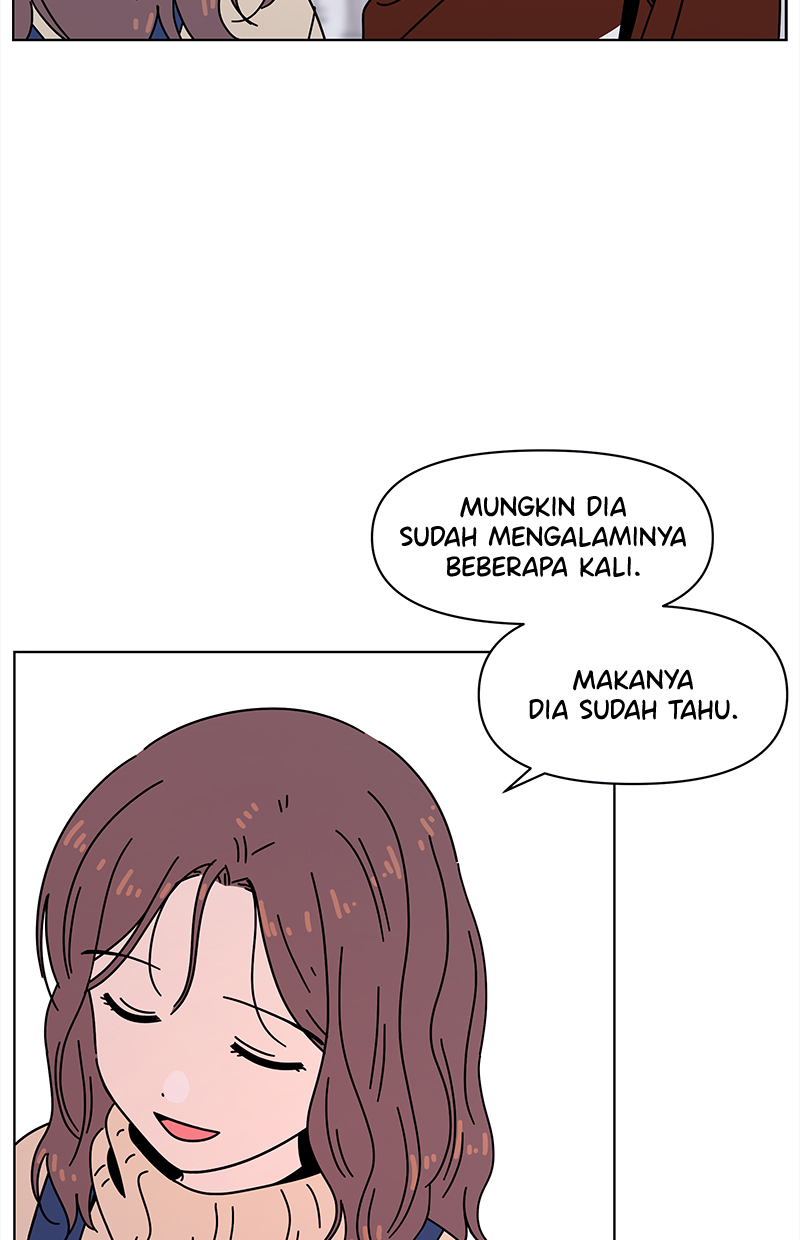 MUNGKIN DIA
SUDAH MENGALAMINYA
BEBERAPA KALI.
MAKANYA
DIA SUDAH TAHU.